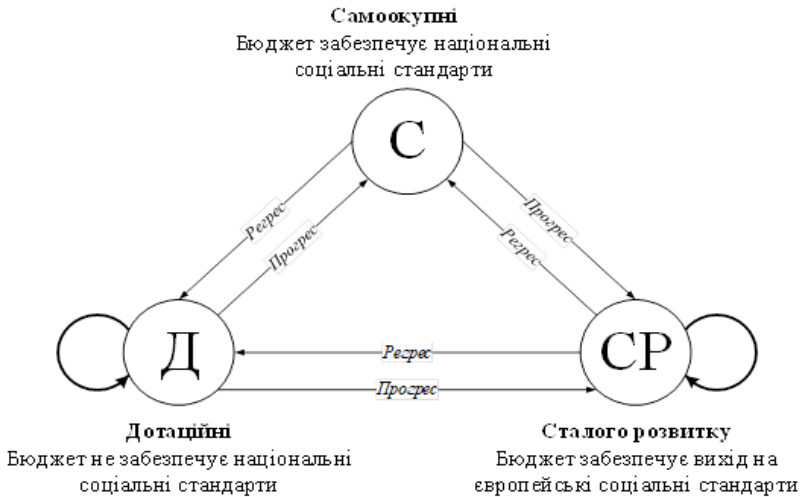 Самоокупні
Бюджет забезпечує національні
соціальні стандарти
С
Регрес
Прогрес
Прогрес
Регрес
Д
Регрес
Прогрес
СР
Дотаційні
Бюджет не забезпечує національні
соціальні стандарти
Сталого розвитку
Бюджет забезпечує вихід на
європейські соціальні стандарти